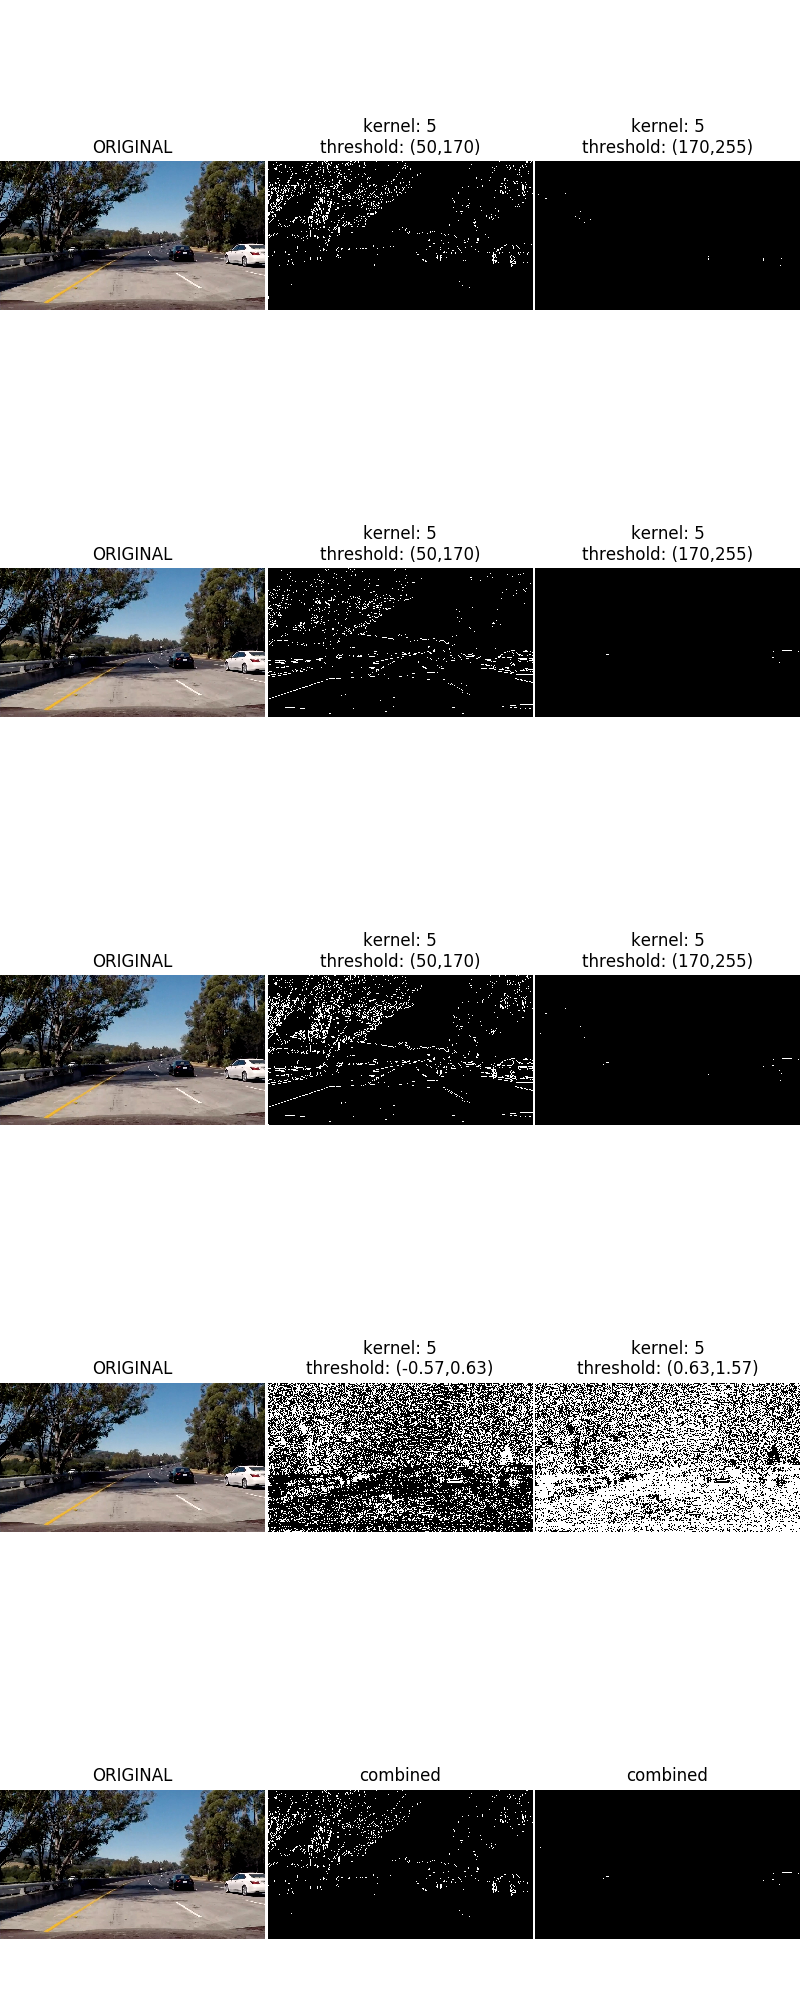 ORIGINAL
kernel: 5
threshold: (50,170)
kernel: 5
threshold: (170,255)
ORIGINAL
kernel: 5
threshold: (50,170)
kernel: 5
threshold: (170,255)
ORIGINAL
kernel: 5
threshold: (50,170)
kernel: 5
threshold: (170,255)
ORIGINAL
kernel: 5
threshold: (-0.57,0.63)
kernel: 5
threshold: (0.63,1.57)
ORIGINAL
combined
combined